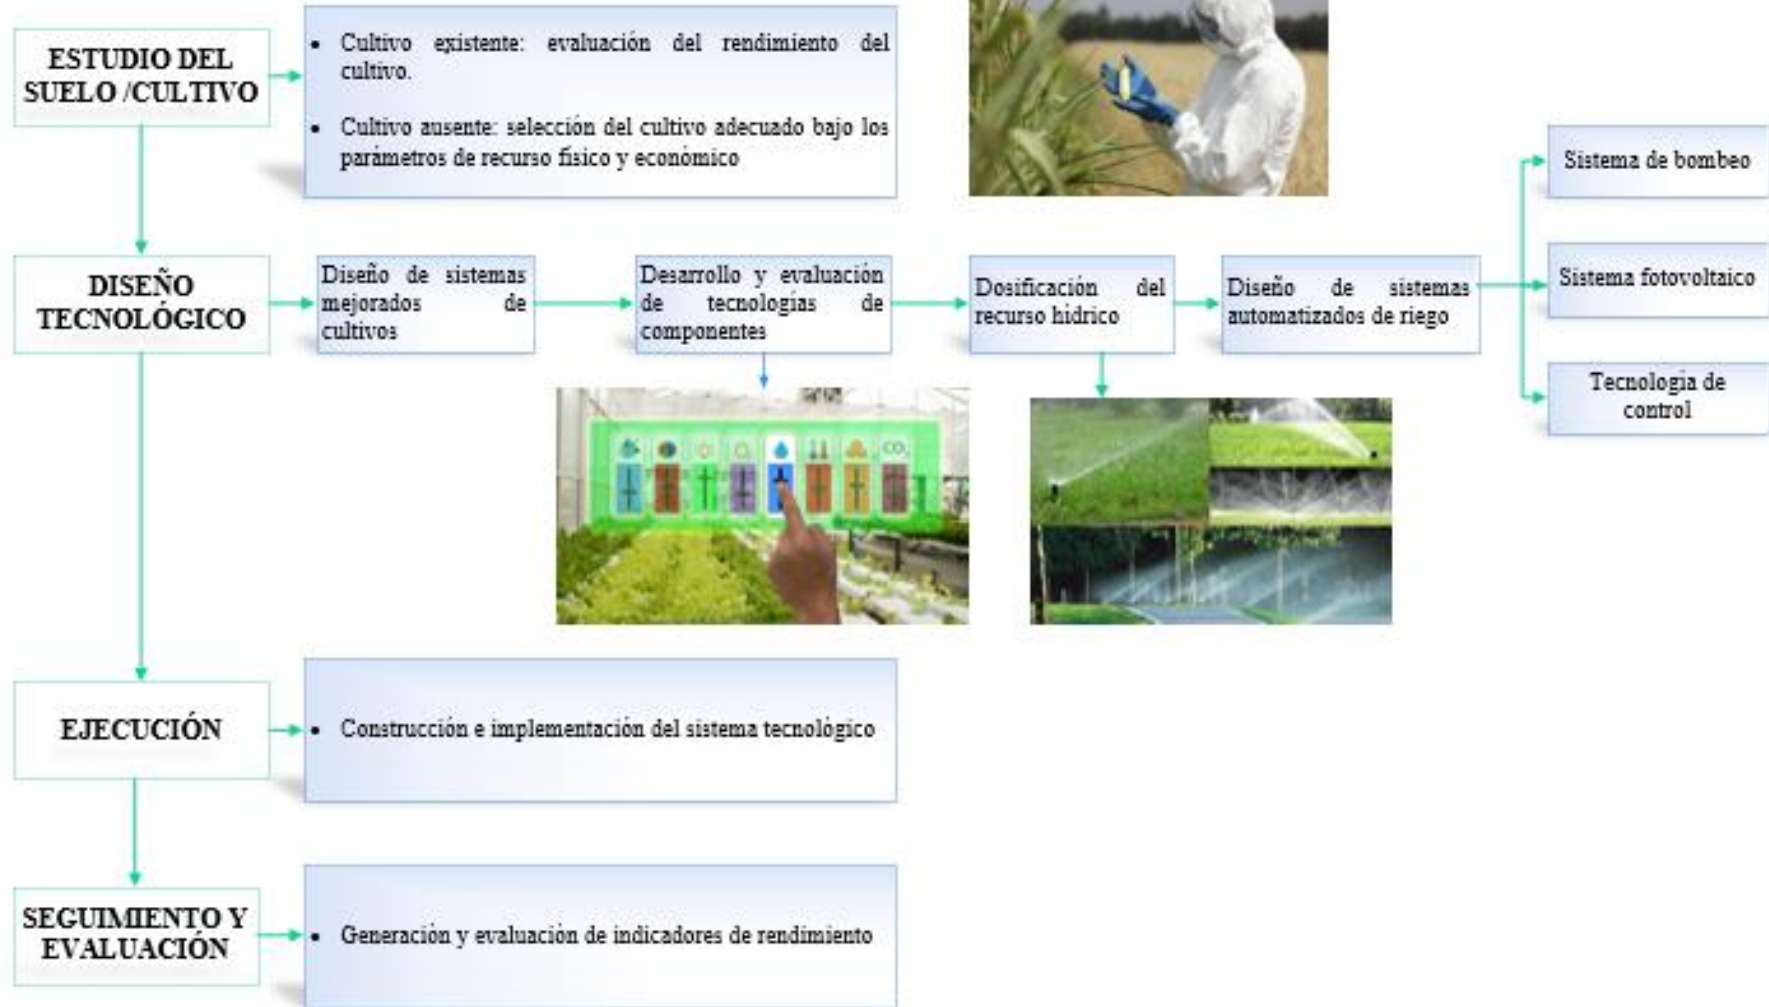 ESTUDIO DEL
SUELO /CULTIVO
• Cultivo existente: evaluación del rendimiento del
cultivo.
• Cultivo ausente: selección del cultivo adecuado bajo los
parámetros de recurso físico y económico
DISEÑO
TECNOLÓGICO
Diseño de sistemas
mejorados de
cultivos
Desarrollo y evaluación
de tecnologías de
componentes
Dosificación del
recurso hídrico
Diseño de sistemas
automatizados de riego
Sistema de bombeo
Sistema fotovoltaico
Tecnología de
control
CO₂
EJECUCIÓN
• Construcción e implementación del sistema tecnológico
SEGUIMIENTO Y
EVALUACIÓN
• Generación y evaluación de indicadores de rendimiento